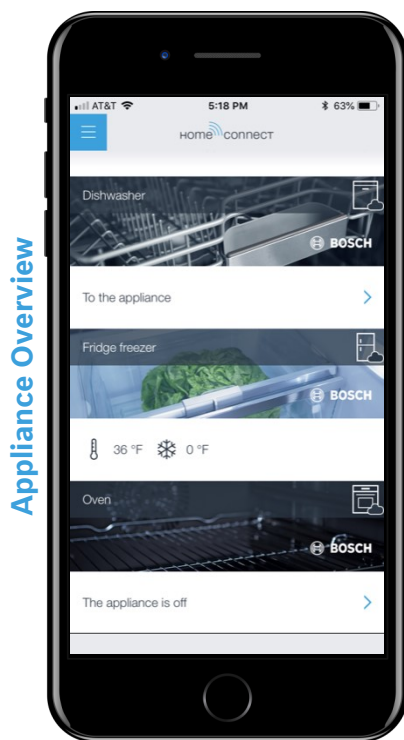 Appliance Overview
AT&T 5:18 PM 63%
Home connect
Dishwasher
BOSCH
To the appliance
Fridge freezer
BOSCH
36 °F 0 °F
Oven
BOSCH
The appliance is off